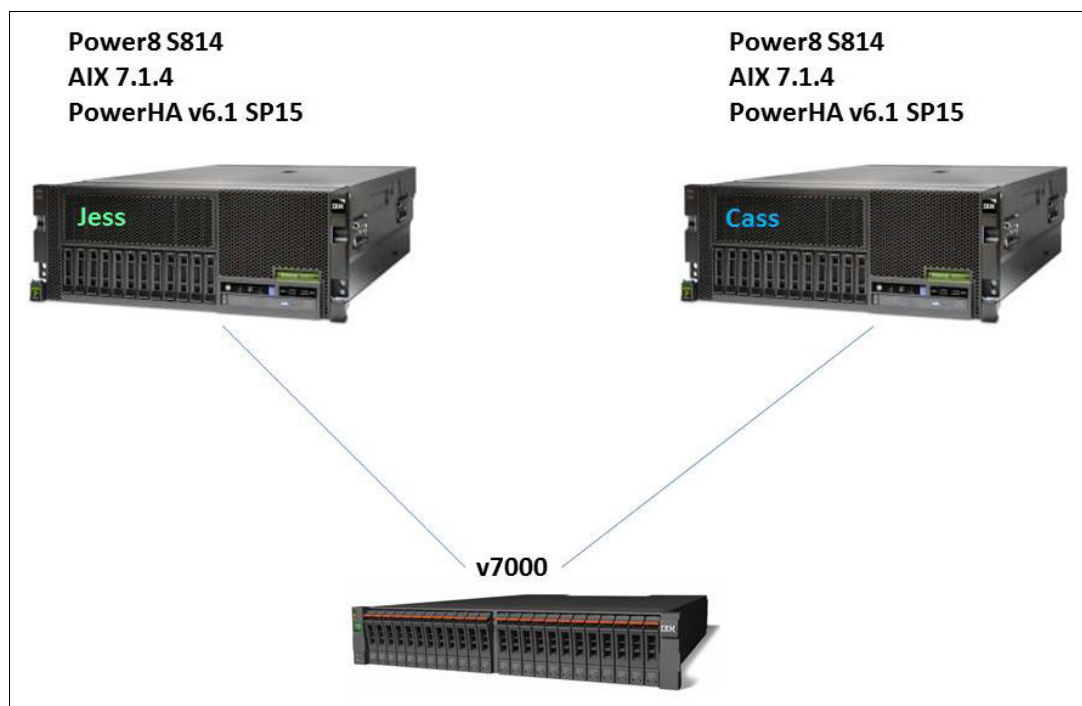 Power8 S814
AIX 7.1.4
PowerHA v6.1 SP15
Power8 S814
AIX 7.1.4
PowerHA v6.1 SP15
Jess
Cass
v7000